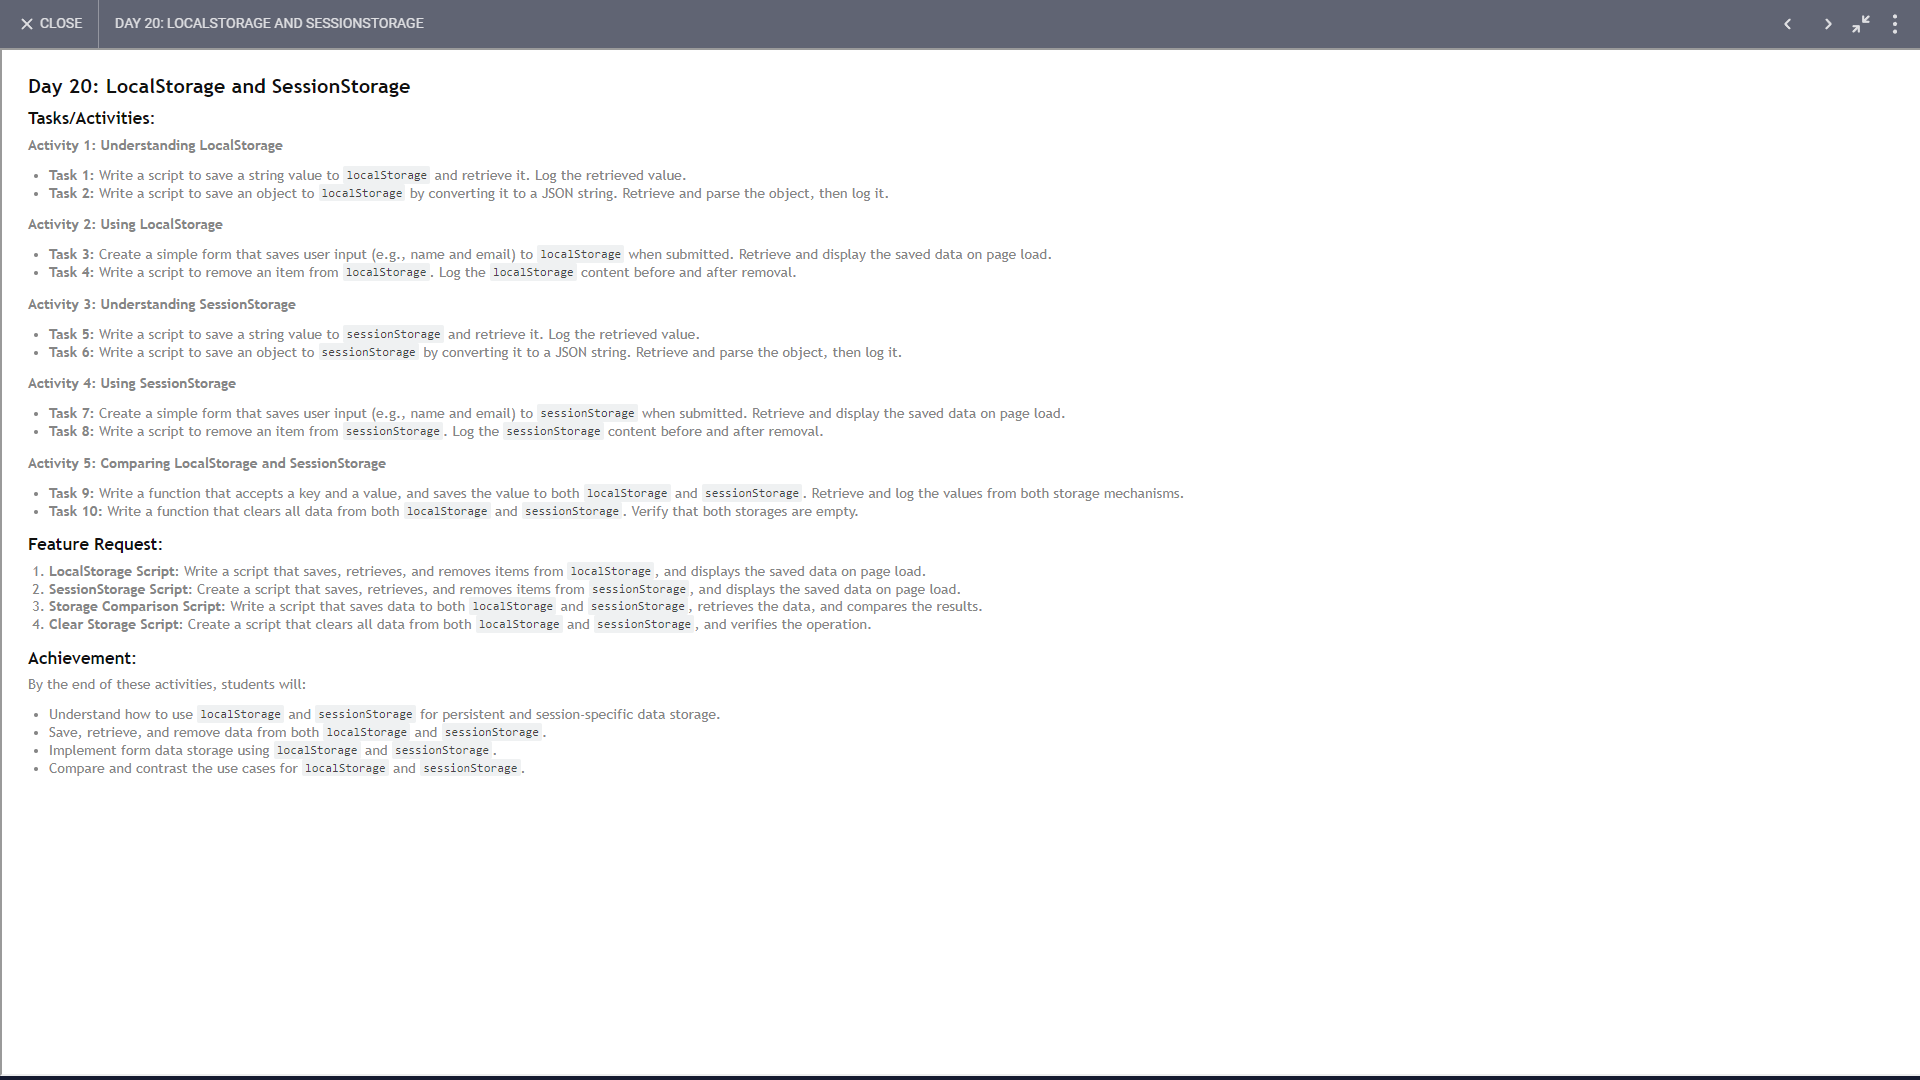 CLOSE
DAY 20: LOCALSTORAGE AND SESSIONSTORAGE
Day 20: LocalStorage and SessionStorage
Tasks/Activities:
Activity 1: Understanding LocalStorage
• Task 1: Write a script to save a string value to localStorage and retrieve it. Log the retrieved value.
• Task 2: Write a script to save an object to localStorage by converting it to a JSON string. Retrieve and parse the object, then log it.
Activity 2: Using LocalStorage
• Task 3: Create a simple form that saves user input (e.g., name and email) to localStorage when submitted. Retrieve and display the saved data on page load.
• Task 4: Write a script to remove an item from localStorage. Log the localStorage content before and after removal.
Activity 3: Understanding SessionStorage
• Task 5: Write a script to save a string value to sessionStorage and retrieve it. Log the retrieved value.
• Task 6: Write a script to save an object to sessionStorage by converting it to a JSON string. Retrieve and parse the object, then log it.
Activity 4: Using SessionStorage
• Task 7: Create a simple form that saves user input (e.g., name and email) to sessionStorage when submitted. Retrieve and display the saved data on page load.
• Task 8: Write a script to remove an item from sessionStorage. Log the sessionStorage content before and after removal.
Activity 5: Comparing LocalStorage and SessionStorage
• Task 9: Write a function that accepts a key and a value, and saves the value to both localStorage and sessionStorage. Retrieve and log the values from both storage mechanisms.
• Task 10: Write a function that clears all data from both localStorage and sessionStorage. Verify that both storages are empty.
Feature Request:
1. LocalStorage Script: Write a script that saves, retrieves, and removes items from localStorage, and displays the saved data on page load.
2. SessionStorage Script: Create a script that saves, retrieves, and removes items from sessionStorage, and displays the saved data on page load.
3. Storage Comparison Script: Write a script that saves data to both localStorage and sessionStorage, retrieves the data, and compares the results.
4. Clear Storage Script: Create a script that clears all data from both localStorage and sessionStorage, and verifies the operation.
Achievement:
By the end of these activities, students will:
• Understand how to use localStorage and sessionStorage for persistent and session-specific data storage.
• Save, retrieve, and remove data from both localStorage and sessionStorage.
• Implement form data storage using localStorage and sessionStorage.
• Compare and contrast the use cases for localStorage and sessionStorage.